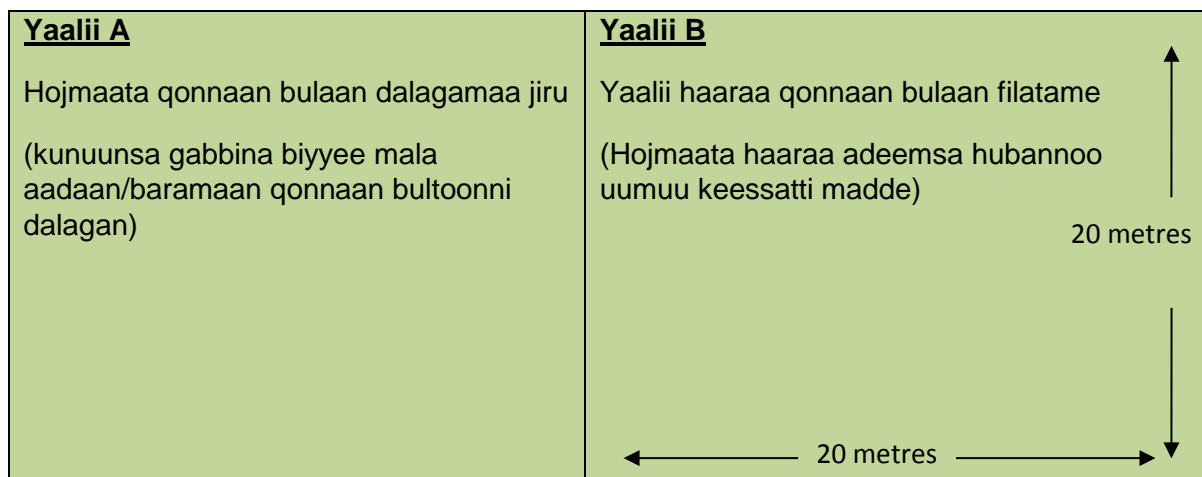 Yaalii A
Hojmaata qonnaan bulaan dalagamaa jiru
(kunuunsa gabbina biyyee mala
aadaan/baramaan qonnaan bultoonni
dalagan)
Yaalii B
Yaalii haaraa qonnaan bulaan filatame
(Hojmaata haaraa adeemsa hubannoo
uumuu keessatti madde)
20 metres
20 metres